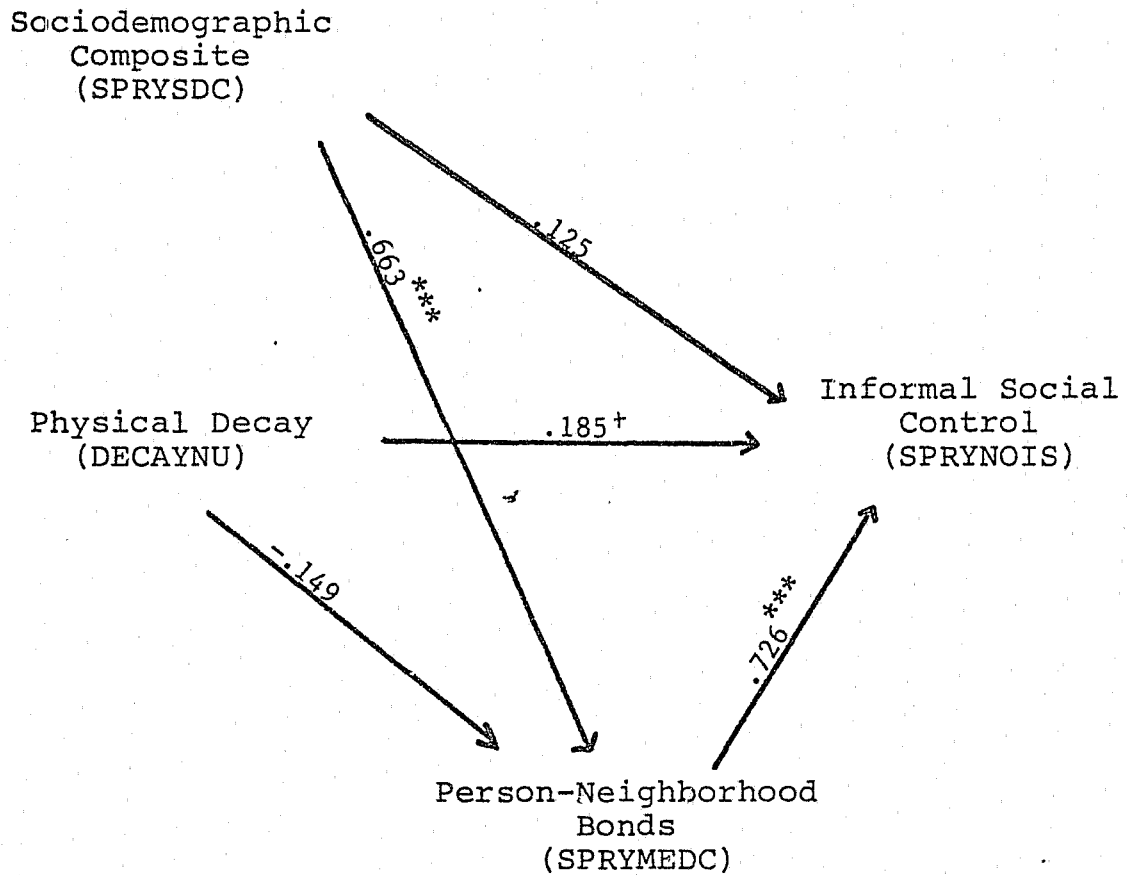 Sociodemographic
Composite
(SPRYSDC)
.125
.663 ***
Physical Decay
(DECAYNU)
.185+
Informal Social
Control
(SPRYNOIS)
-.149
.726 ***
Person-Neighborhood
Bonds
(SPRYMEDC)